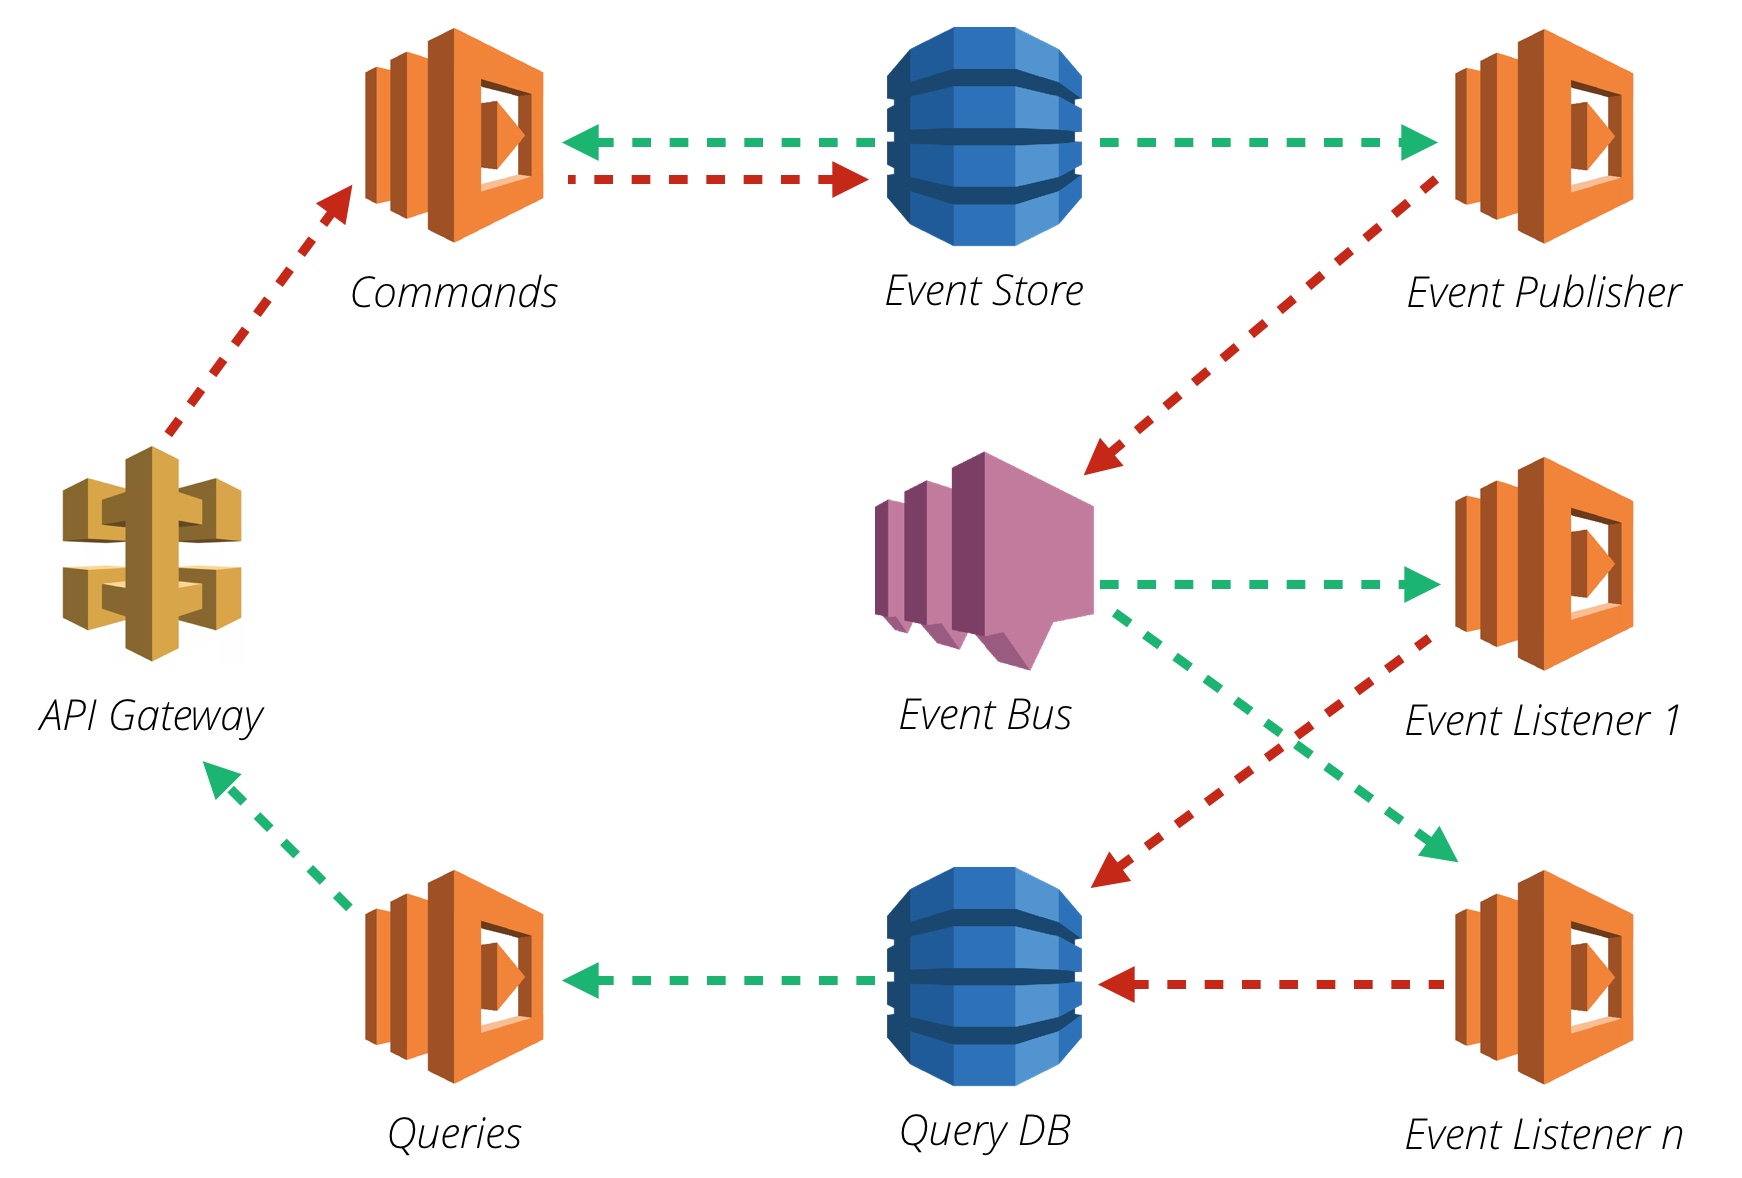 Commands
Event Store
Event Publisher
API Gateway
Event Bus
Event Listener 1
Queries
Query DB
Event Listener n